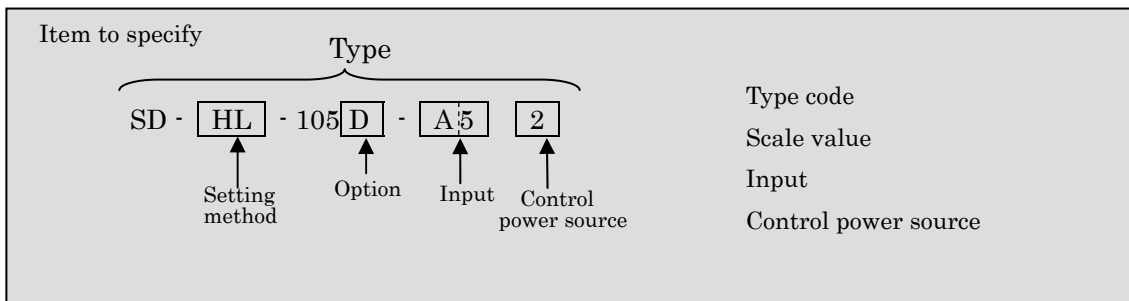 Item to specify
Type
SD - HL - 105 D - A 5 2
Setting method
Option
Input
Control power source
Type code
Scale value
Input
Control power source